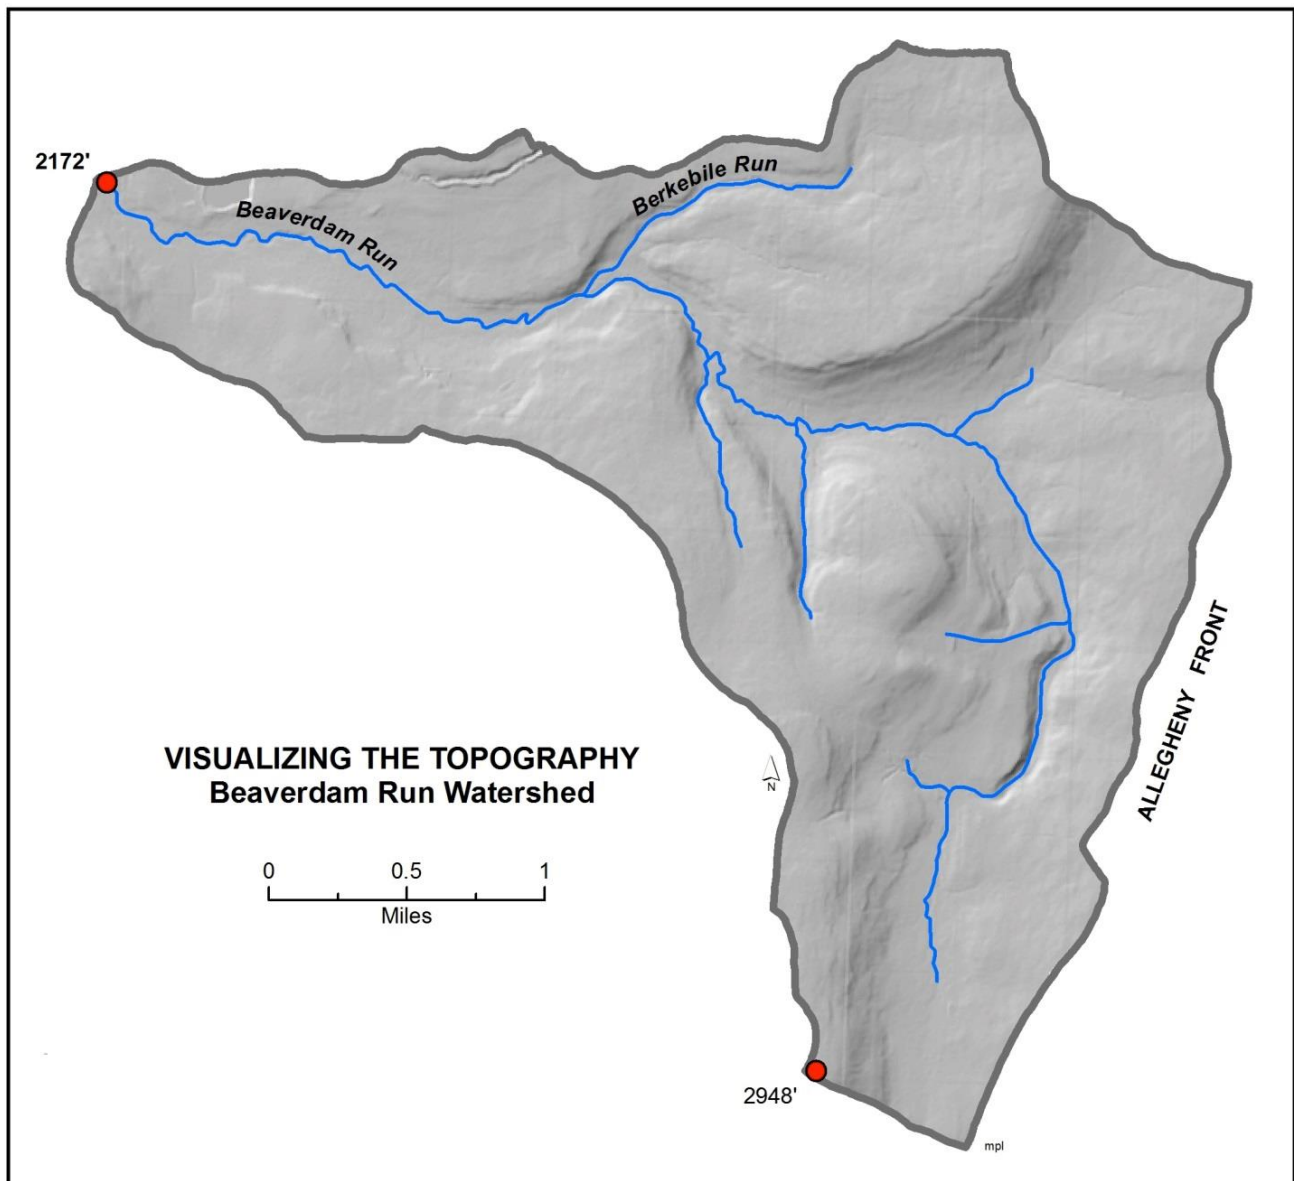 2172'
Beaverdam Run
Berkebile Run
ALLEGHENY FRONT
VISUALIZING THE TOPOGRAPHY
Beaverdam Run Watershed
N
0 0.5 1
Miles
2948'
mpl